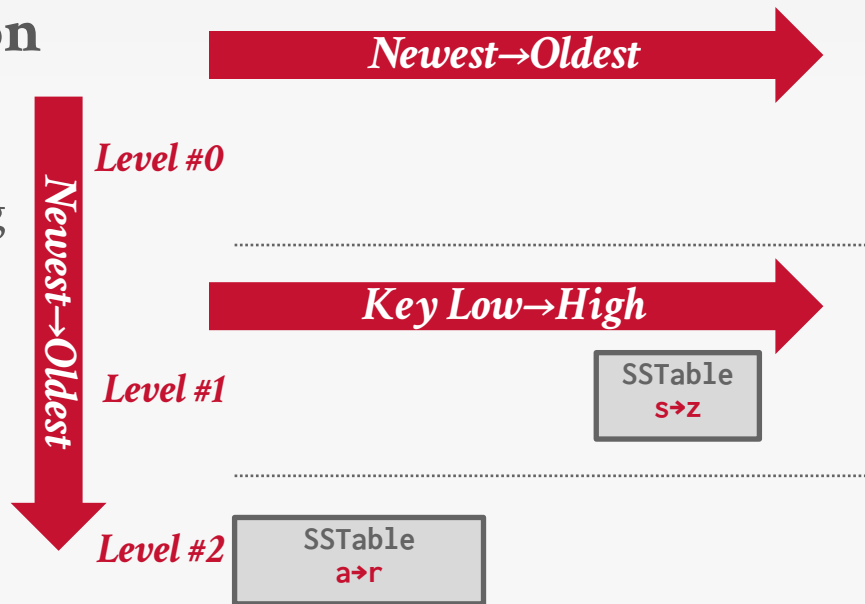 on
Newest→Oldest
Level #0
g
Newest→Oldest
Key Low→High
SSTable
s→z
Level #1
SSTable
a→r
Level #2